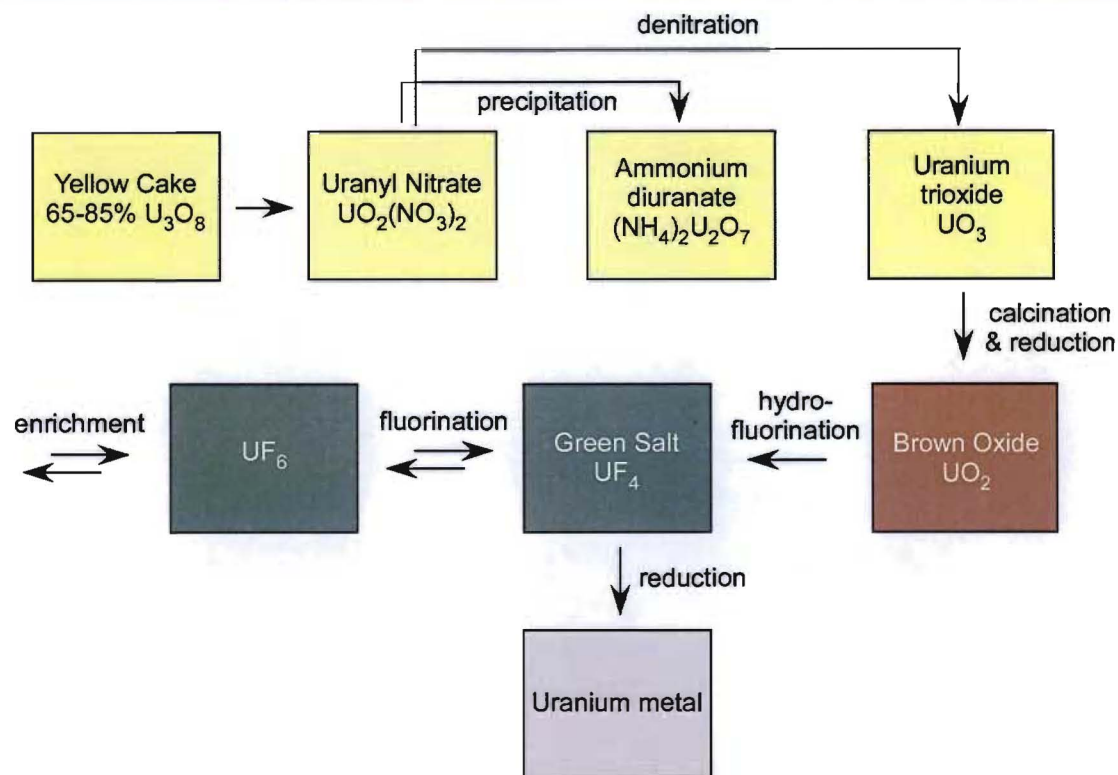 denitration
precipitation
Yellow Cake
65-85% U₃O₈
Uranyl Nitrate
UO₂(NO₃)₂
Ammonium
diuranate
(NH₄)₂U₂O₇
Uranium
trioxide
UO₃
calcination
& reduction
enrichment
UF₆
fluorination
Green Salt
UF₄
hydro-
fluorination
Brown Oxide
UO₂
reduction
Uranium metal